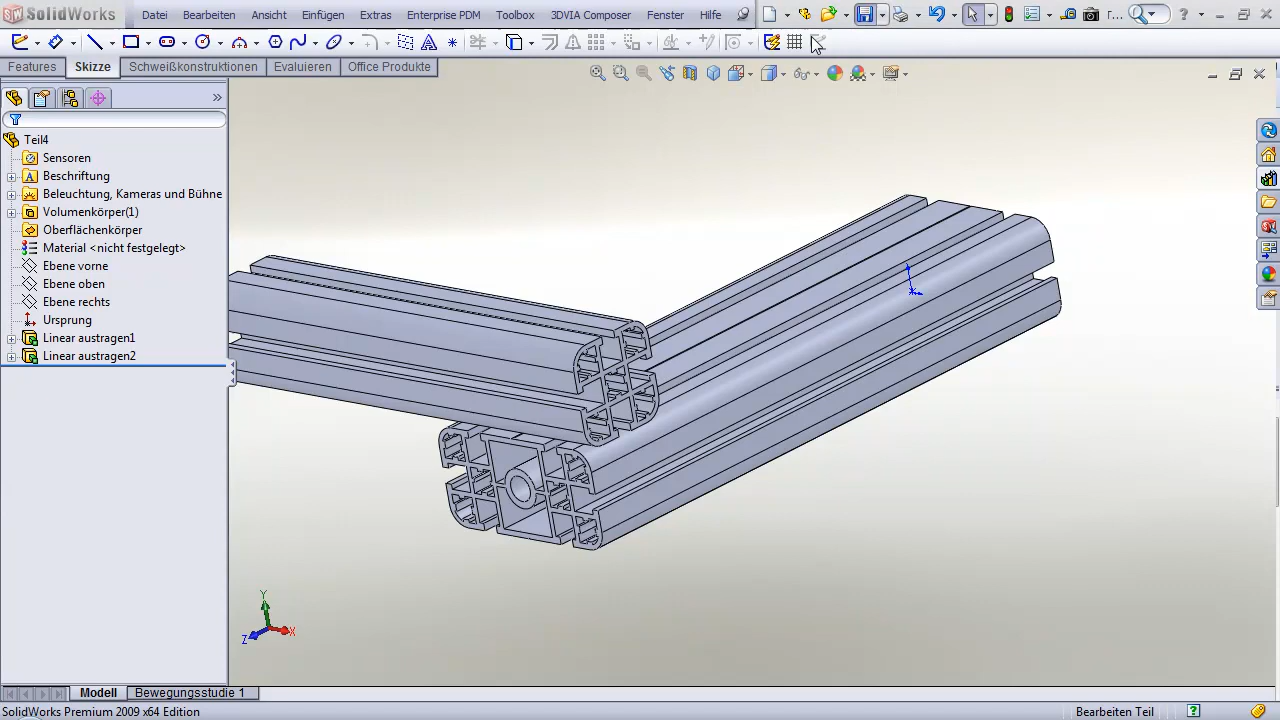 SolidWorks Datei Bearbeiten Ansicht Einfügen Extras Enterprise PDM Toolbox 3DVIA Composer Fenster Hilfe r...
Features Skizze Schweißkonstruktionen Evaluieren Office Produkte
Teil4
Sensoren
Beschriftung
Beleuchtung, Kameras und Bühne
Volumenkörper(1)
Oberflächenkörper
Material <nicht festgelegt>
Ebene vorne
Ebene oben
Ebene rechts
Ursprung
Linear austragen1
Linear austragen2
Y
Z X
Modell Bewegungsstudie 1
SolidWorks Premium 2009 x64 Edition Bearbeiten Teil